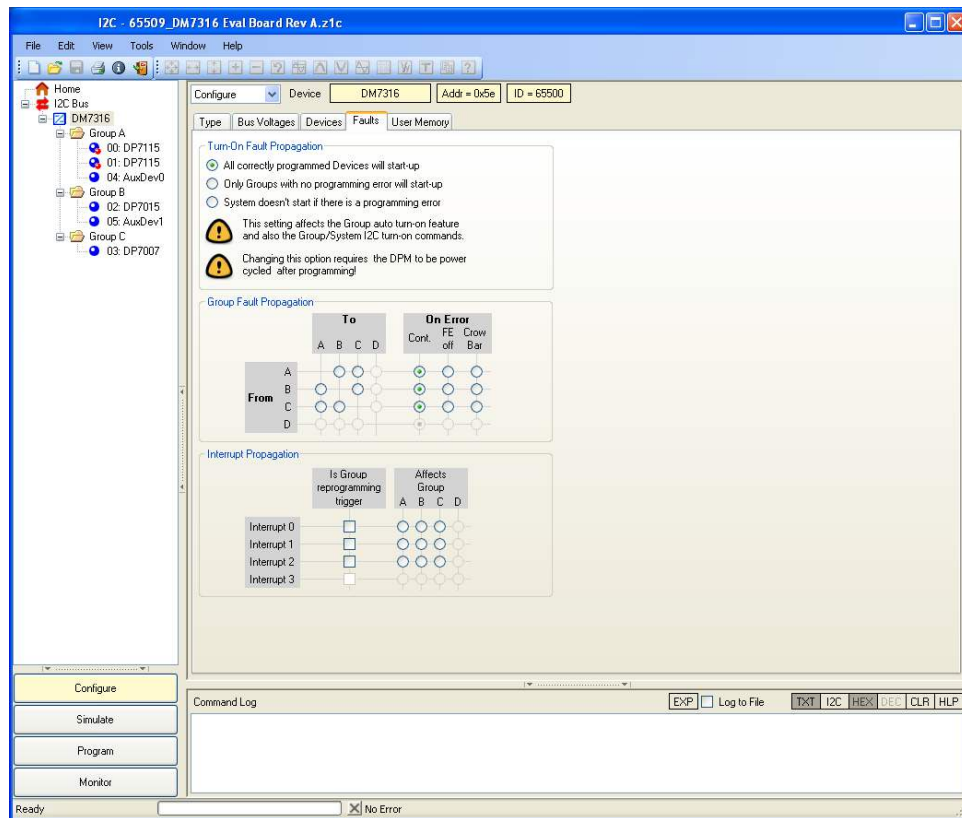 I2C - 65509_DM7316 Eval Board Rev A.z1c
File Edit View Tools Window Help
Home
I2C Bus
DM7316
Group A
00: DP7115
01: DP7115
04: AuxDev0
Group B
02: DP7015
05: AuxDev1
Group C
03: DP7007
Configure Device DM7316 Addr = 0x5e ID = 65500
Type Bus Voltages Devices Faults User Memory
Turn-On Fault Propagation
All correctly programmed Devices will start-up
Only Groups with no programming error will start-up
System doesn't start if there is a programming error
This setting affects the Group auto turn-on feature
and also the Group/System I2C turn-on commands.
Changing this option requires the DPM to be power
cycled after programming!
Group Fault Propagation
To
A B C D
On Error
Cont. FE off Crow Bar
From
A
B
C
D
Interrupt Propagation
Is Group
reprogramming
trigger
Affects
Group
A B C D
Interrupt 0
Interrupt 1
Interrupt 2
Interrupt 3
Configure
Simulate
Program
Monitor
Command Log EXP Log to File TXT I2C HEX DEC CLR HLP
Ready No Error